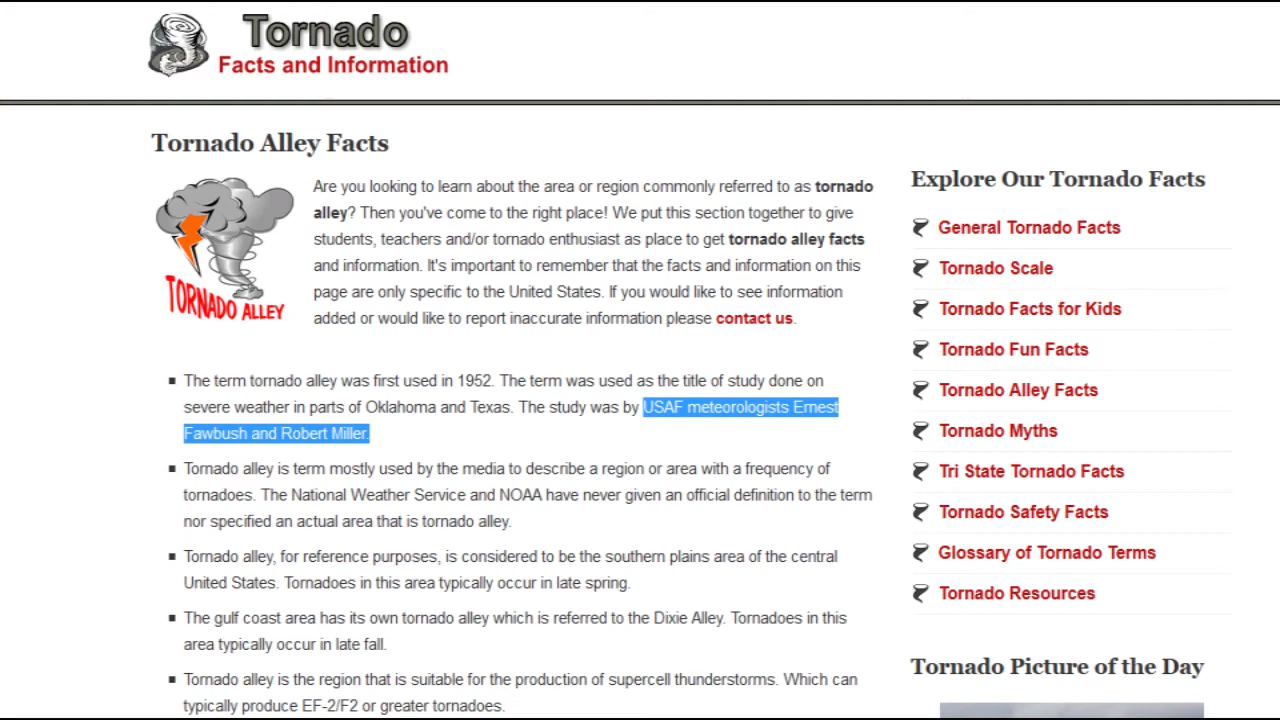 Tornado
Facts and Information
Tornado Alley Facts
TORNADO ALLEY
Are you looking to learn about the area or region commonly referred to as tornado
alley? Then you've come to the right place! We put this section together to give
students, teachers and/or tornado enthusiast as place to get tornado alley facts
and information. It's important to remember that the facts and information on this
page are only specific to the United States. If you would like to see information
added or would like to report inaccurate information please contact us.
The term tornado alley was first used in 1952. The term was used as the title of study done on
severe weather in parts of Oklahoma and Texas. The study was by USAF meteorologists Ernest
Fawbush and Robert Miller.
Tornado alley is term mostly used by the media to describe a region or area with a frequency of
tornadoes. The National Weather Service and NOAA have never given an official definition to the term
nor specified an actual area that is tornado alley.
Tornado alley, for reference purposes, is considered to be the southern plains area of the central
United States. Tornadoes in this area typically occur in late spring.
The gulf coast area has its own tornado alley which is referred to the Dixie Alley. Tornadoes in this
area typically occur in late fall.
Tornado alley is the region that is suitable for the production of supercell thunderstorms. Which can
typically produce EF-2/F2 or greater tornadoes.
Explore Our Tornado Facts
General Tornado Facts
Tornado Scale
Tornado Facts for Kids
Tornado Fun Facts
Tornado Alley Facts
Tornado Myths
Tri State Tornado Facts
Tornado Safety Facts
Glossary of Tornado Terms
Tornado Resources
Tornado Picture of the Day